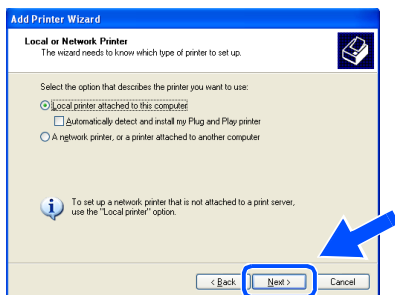 Add Printer Wizard
Local or Network Printer
The wizard needs to know which type of printer to set up.
Select the option that describes the printer you want to use:
Local printer attached to this computer
Automatically detect and install my Plug and Play printer
A network printer, or a printer attached to another computer
To set up a network printer that is not attached to a print server,
use the "Local printer" option.
< Back Next > Cancel